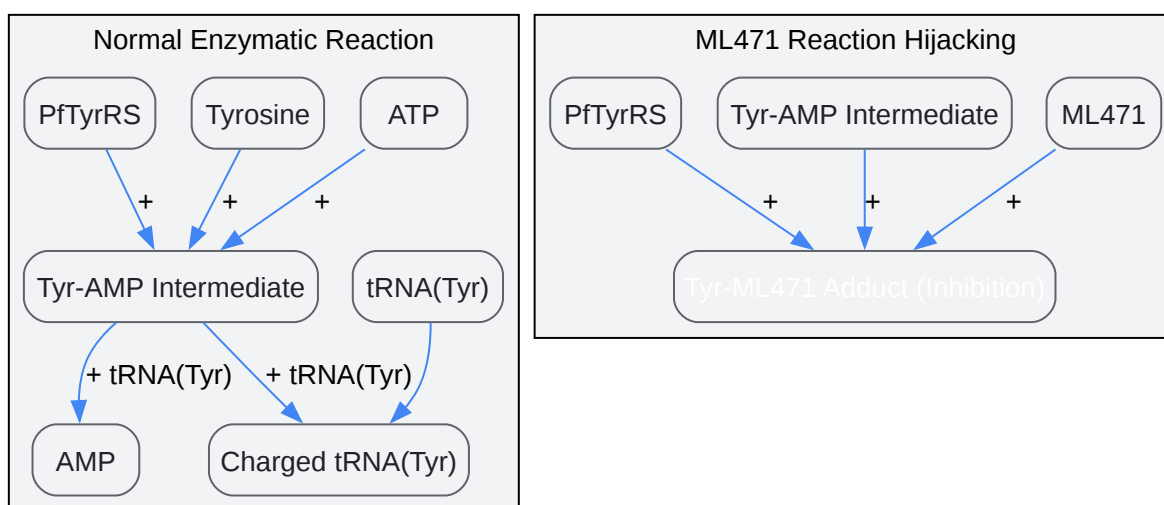 Normal Enzymatic Reaction
PfTyrRS
Tyrosine
ATP
+
+
+
Tyr-AMP Intermediate
tRNA(Tyr)
+ tRNA(Tyr)
+ tRNA(Tyr)
AMP
Charged tRNA(Tyr)
ML471 Reaction Hijacking
PfTyrRS
Tyr-AMP Intermediate
ML471
+
+
+
Tyr-ML471 Adduct (Inhibition)